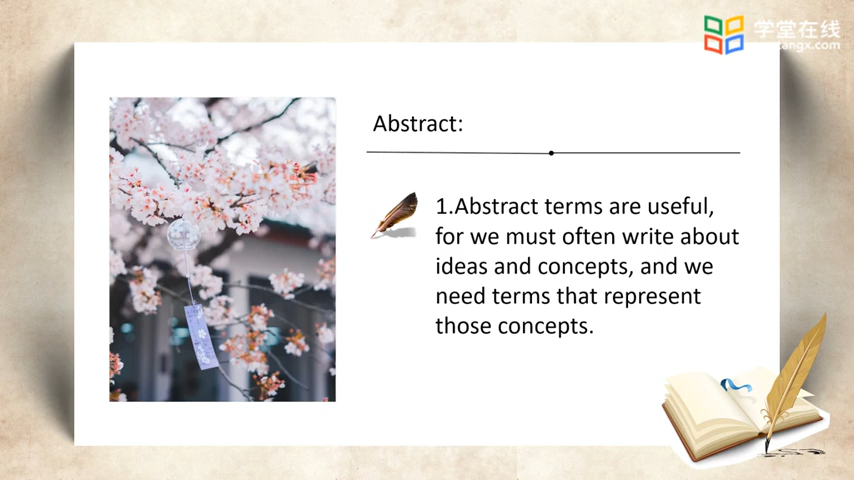 学堂在线
Abstract:
1.Abstract terms are useful,
for we must often write about
ideas and concepts, and we
need terms that represent
those concepts.